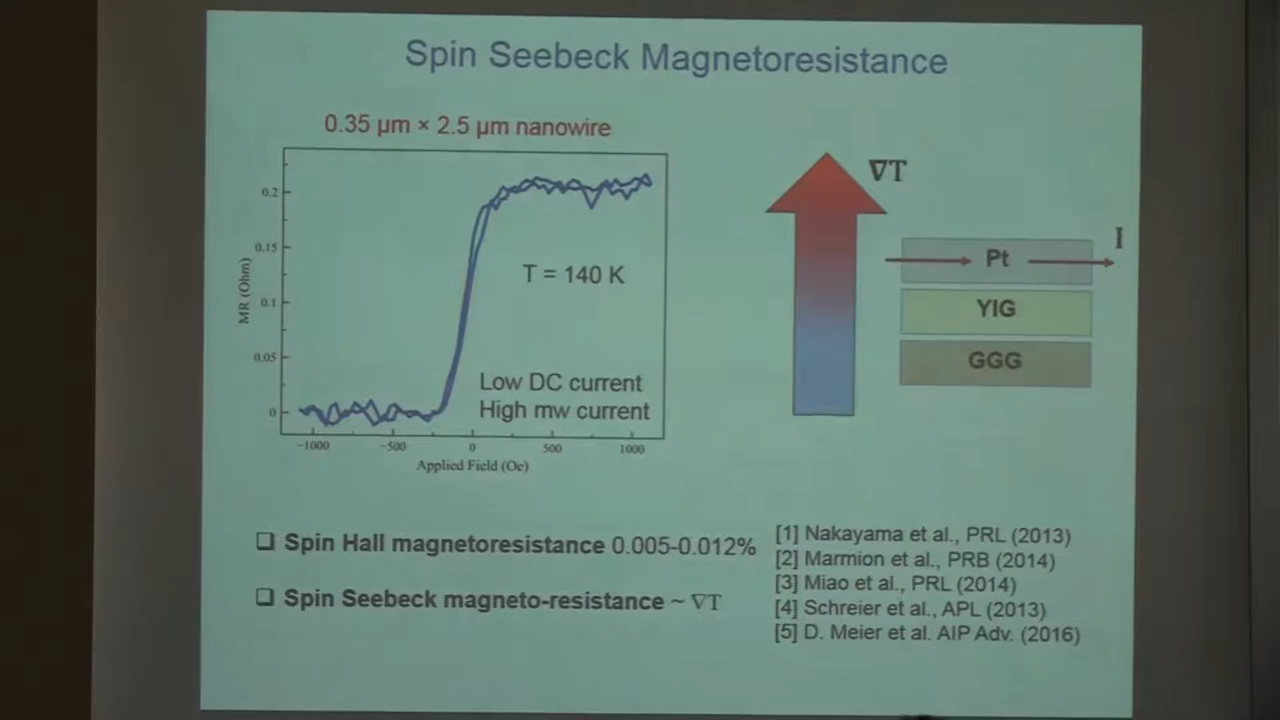 Spin Seebeck Magnetoresistance
0.35 µm × 2.5 µm nanowire
0.2
0.15
0.1
0.05
0
MR (Ohm)
T = 140 K
Low DC current
High mw current
−1000
−500
0
500
1000
Applied Field (Oe)
∇T
I
Pt
YIG
GGG
❑ Spin Hall magnetoresistance 0.005-0.012%
❑ Spin Seebeck magneto-resistance ~ ∇T
[1] Nakayama et al., PRL (2013)
[2] Marmion et al., PRB (2014)
[3] Miao et al., PRL (2014)
[4] Schreier et al., APL (2013)
[5] D. Meier et al. AIP Adv. (2016)